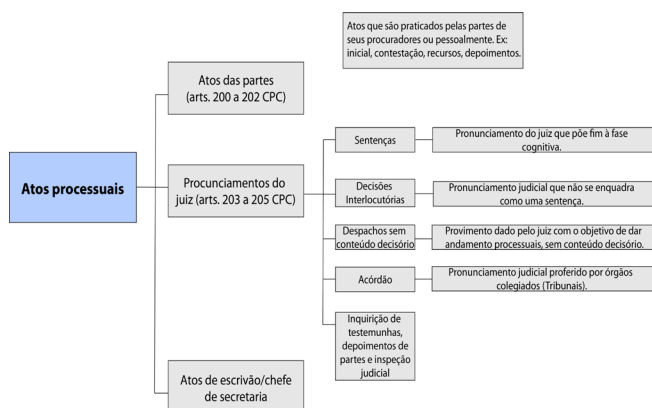 Atos que são praticados pelas partes de
seus procuradores ou pessoalmente. Ex:
inicial, contestação, recursos, depoimentos.
Atos das partes
(arts. 200 a 202 CPC)
Atos processuais
Procunciamentos do
juiz (arts. 203 a 205 CPC)
Sentenças
Pronunciamento do juiz que põe fim à fase
cognitiva.
Decisões
Interlocutórias
Pronunciamento judicial que não se enquadra
como uma sentença.
Despachos sem
conteúdo decisório
Provimento dado pelo juiz com o objetivo de dar
andamento processuais, sem conteúdo decisório.
Acórdão
Pronunciamento judicial proferido por órgãos
colegiados (Tribunais).
Inquirição de
testemunhas,
depoimentos de
partes e inspeção
judicial
Atos de escrivão/chefe
de secretaria